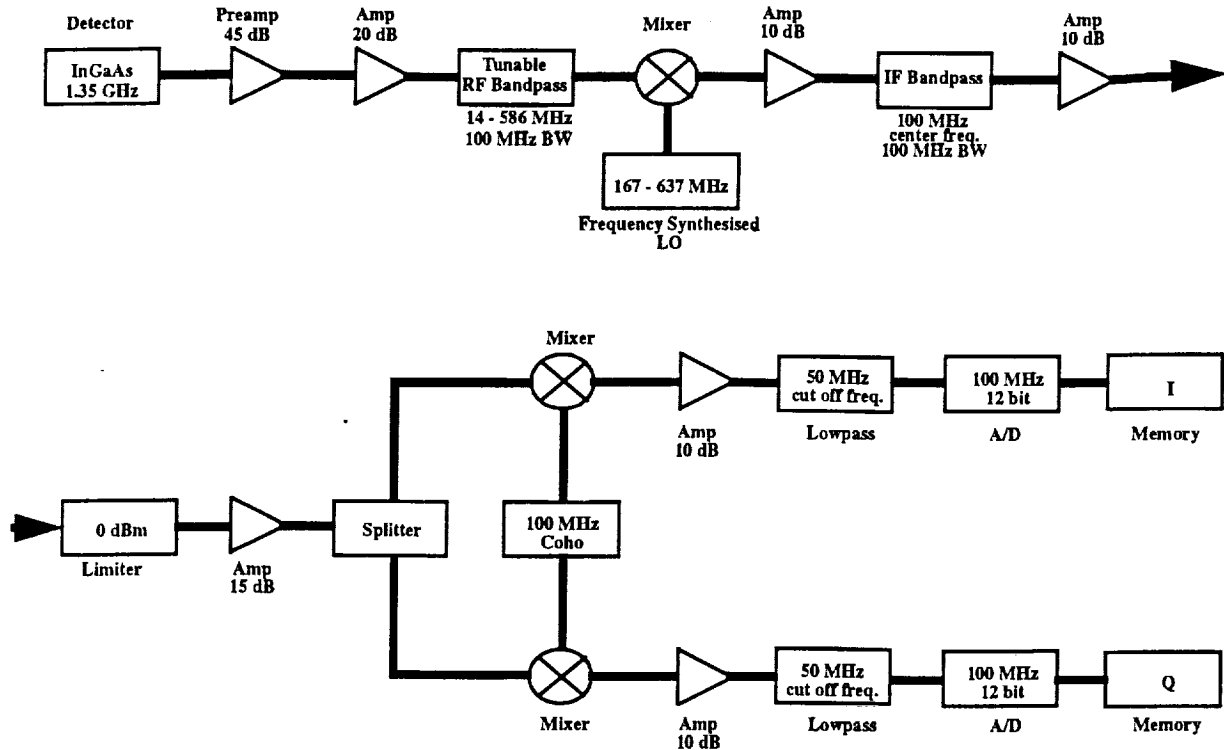 Detector
InGaAs
1.35 GHz
Preamp
45 dB
Amp
20 dB
Tunable
RF Bandpass
14 - 586 MHz
100 MHz BW
Mixer
167 - 637 MHz
Frequency Synthesised
LO
Amp
10 dB
IF Bandpass
100 MHz
center freq.
100 MHz BW
Amp
10 dB
0 dBm
Limiter
Amp
15 dB
Splitter
Mixer
100 MHz
Coho
Mixer
Amp
10 dB
50 MHz
cut off freq.
Lowpass
100 MHz
12 bit
A/D
I
Memory
Amp
10 dB
50 MHz
cut off freq.
Lowpass
100 MHz
12 bit
A/D
Q
Memory